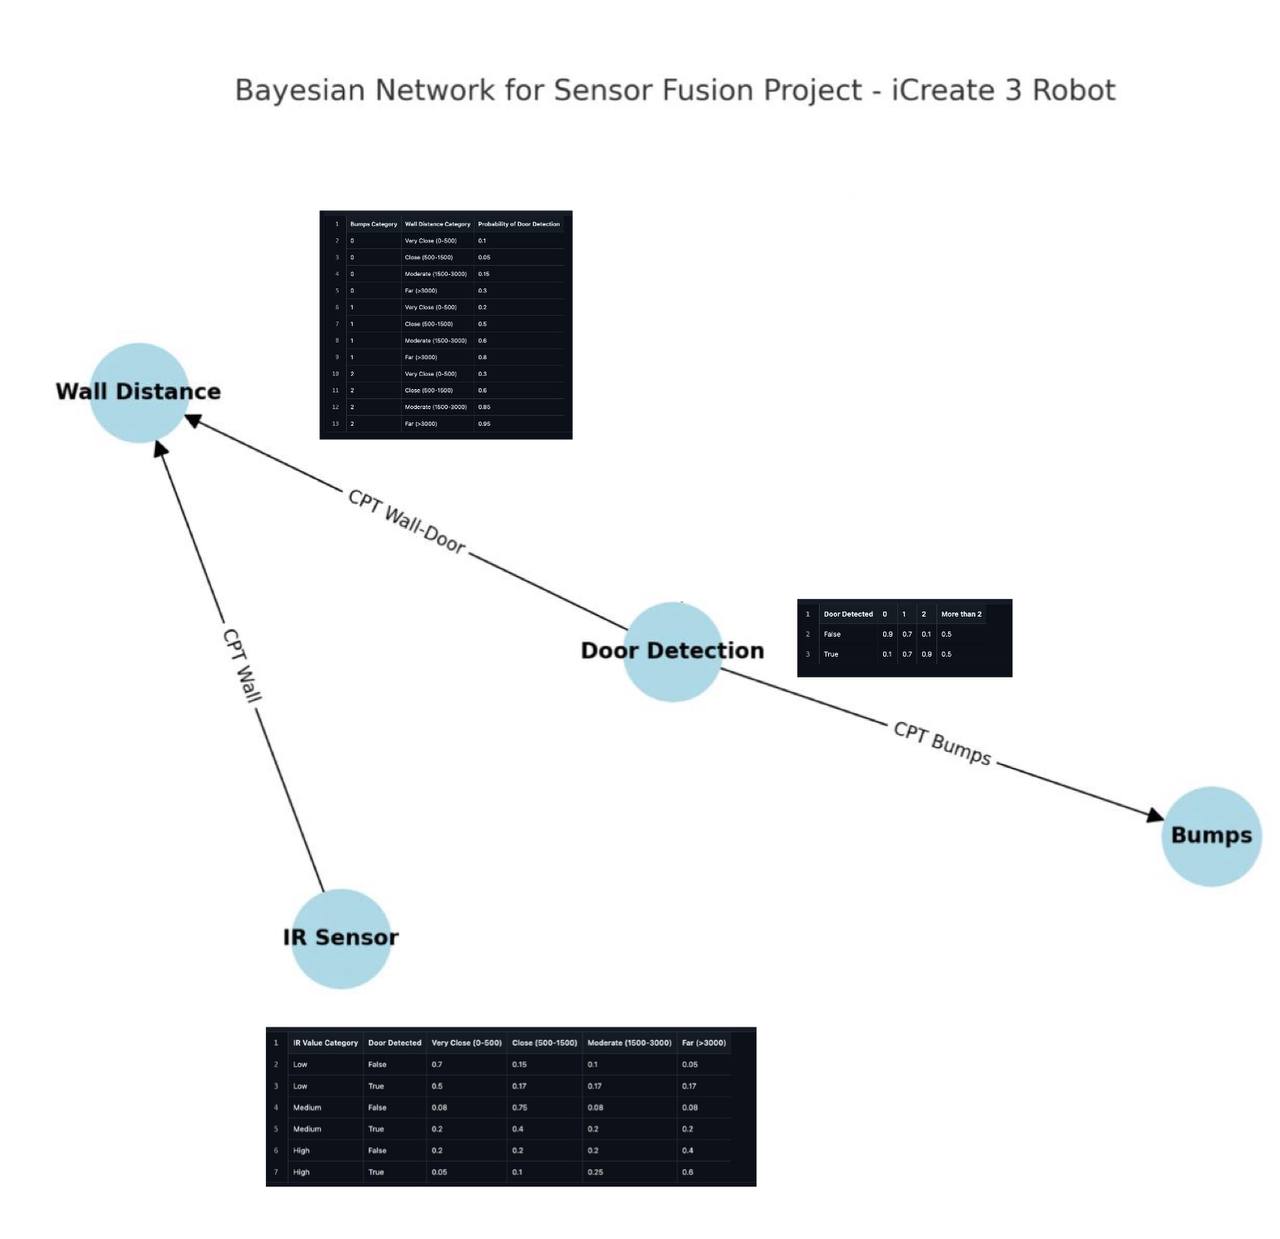 Bayesian Network for Sensor Fusion Project - iCreate 3 Robot
1 Bumps Category Wall Distance Category Probability of Door Detection
2 0 Very Close (0-500) 0.1
3 0 Close (500-1500) 0.05
4 0 Moderate (1500-3000) 0.15
5 0 Far (>3000) 0.3
6 1 Very Close (0-500) 0.2
7 1 Close (500-1500) 0.5
8 1 Moderate (1500-3000) 0.6
9 1 Far (>3000) 0.8
10 2 Very Close (0-500) 0.3
11 2 Close (500-1500) 0.6
12 2 Moderate (1500-3000) 0.85
13 2 Far (>3000) 0.95
Wall Distance
CPT Wall-Door
CPT Wall
Door Detection
1 Door Detected 0 1 2 More than 2
2 False 0.9 0.7 0.1 0.5
3 True 0.1 0.7 0.9 0.5
CPT Bumps
Bumps
IR Sensor
1 IR Value Category Door Detected Very Close (0-500) Close (500-1500) Moderate (1500-3000) Far (>3000)
2 Low False 0.7 0.15 0.1 0.05
3 Low True 0.5 0.17 0.17 0.17
4 Medium False 0.08 0.75 0.08 0.08
5 Medium True 0.2 0.4 0.2 0.2
6 High False 0.2 0.2 0.2 0.4
7 High True 0.05 0.1 0.25 0.6